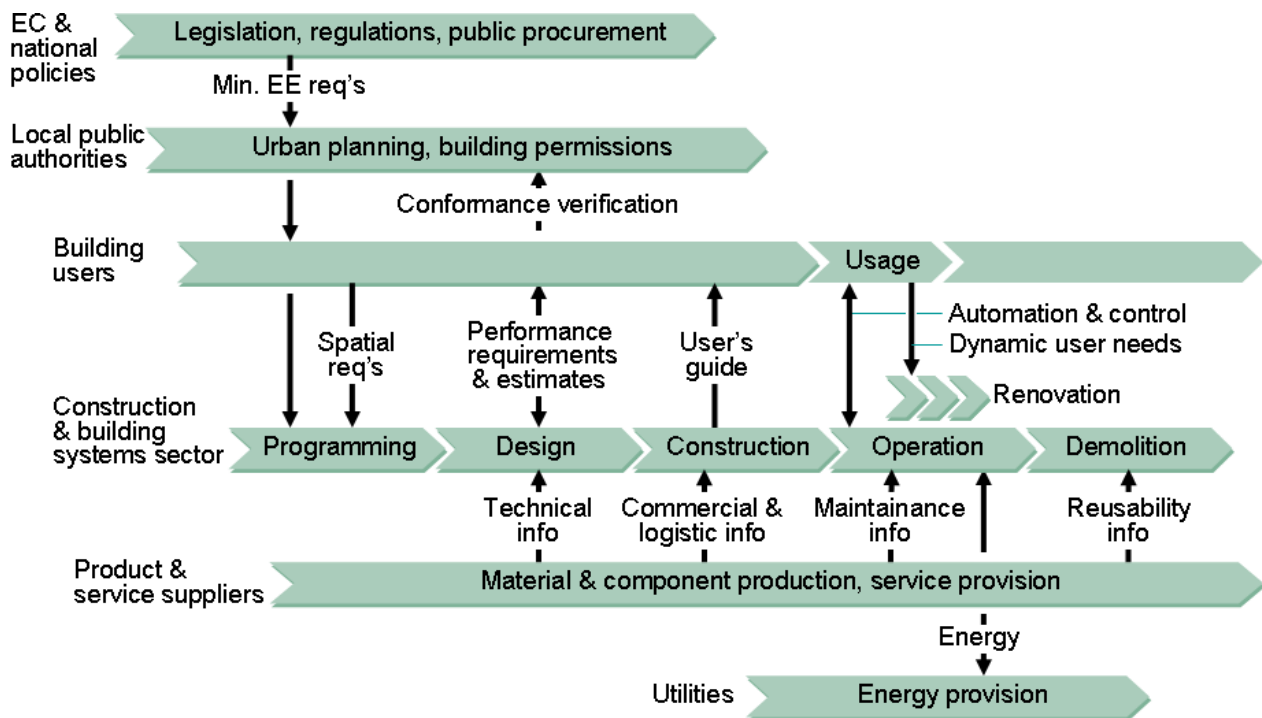 EC &
national
policies
Legislation, regulations, public procurement
Min. EE req's
Local public
authorities
Urban planning, building permissions
Conformance verification
Building
users
Usage
Automation & control
Dynamic user needs
Spatial
req's
Performance
requirements
& estimates
User's
guide
Renovation
Construction
& building
systems sector
Programming
Design
Construction
Operation
Demolition
Technical
info
Commercial &
logistic info
Maintainance
info
Reusability
info
Product &
service suppliers
Material & component production, service provision
Energy
Utilities
Energy provision